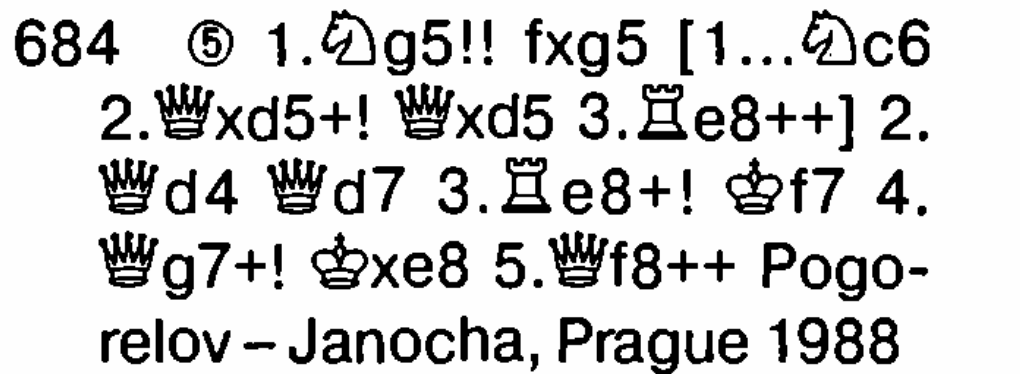 684 ⑤ 1.♘g5!! fxg5 [1...♘c6
2.♕xd5+! ♕xd5 3.♖e8++] 2.
♕d4 ♕d7 3.♖e8+! ♔f7 4.
♕g7+! ♔xe8 5.♕f8++ Pogo-
relov – Janocha, Prague 1988